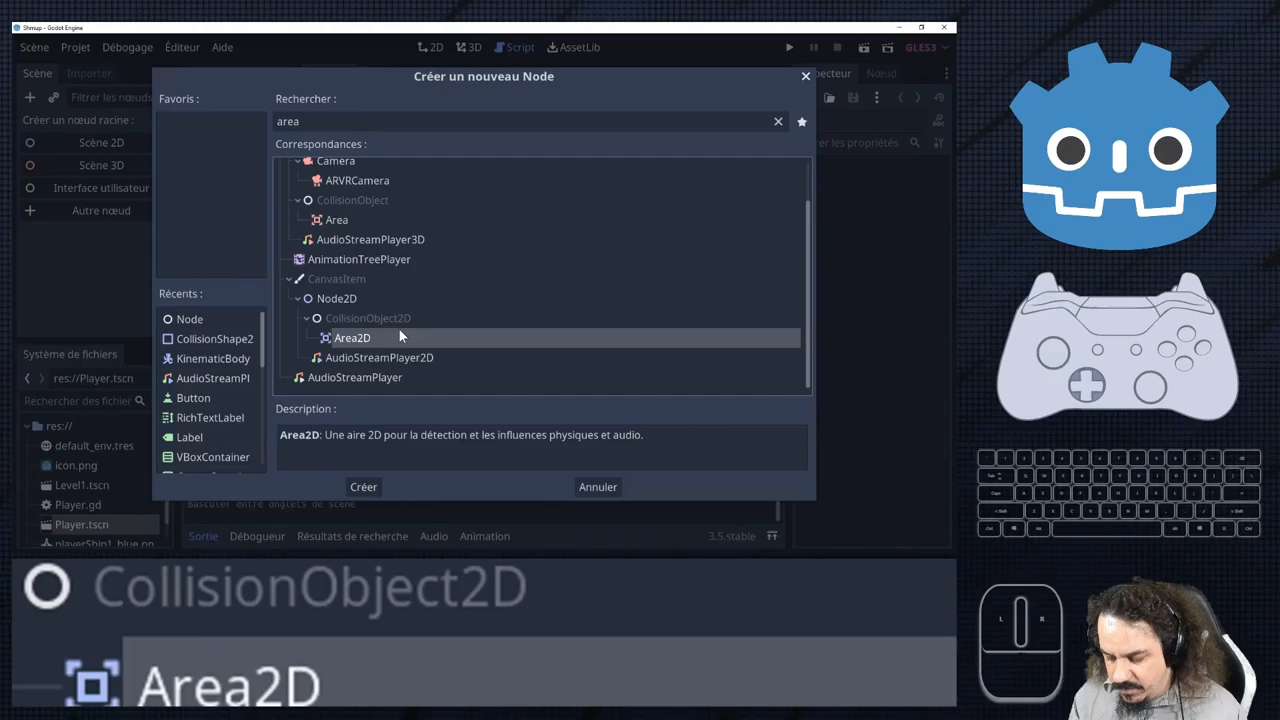 Shmup - Godot Engine
Scène Projet Débogage Éditeur Aide
2D 3D Script AssetLib
GLES3
Scène Importer
Créer un nouveau Node
specteur Nœud
Filtrer les nœuds
Créer un nœud racine :
Scène 2D
Scène 3D
Interface utilisateur
Autre nœud
Favoris :
Rechercher :
area
Correspondances :
rer les propriétés
Camera
ARVRCamera
CollisionObject
Area
AudioStreamPlayer3D
AnimationTreePlayer
CanvasItem
Node2D
CollisionObject2D
Area2D
AudioStreamPlayer2D
AudioStreamPlayer
Récents :
Node
CollisionShape2
KinematicBody
AudioStreamPl
Button
RichTextLabel
Label
VBoxContainer
Description :
Area2D: Une aire 2D pour la détection et les influences physiques et audio.
Créer Annuler
Système de fichiers
res://Player.tscn
Rechercher des fichier
res://
default_env.tres
icon.png
Level1.tscn
Player.gd
Player.tscn
playerShip1_blue.pn
Basculer entre onglets de scène
Sortie Débogueur Résultats de recherche Audio Animation 3.5.stable
CollisionObject2D
Area2D
L R